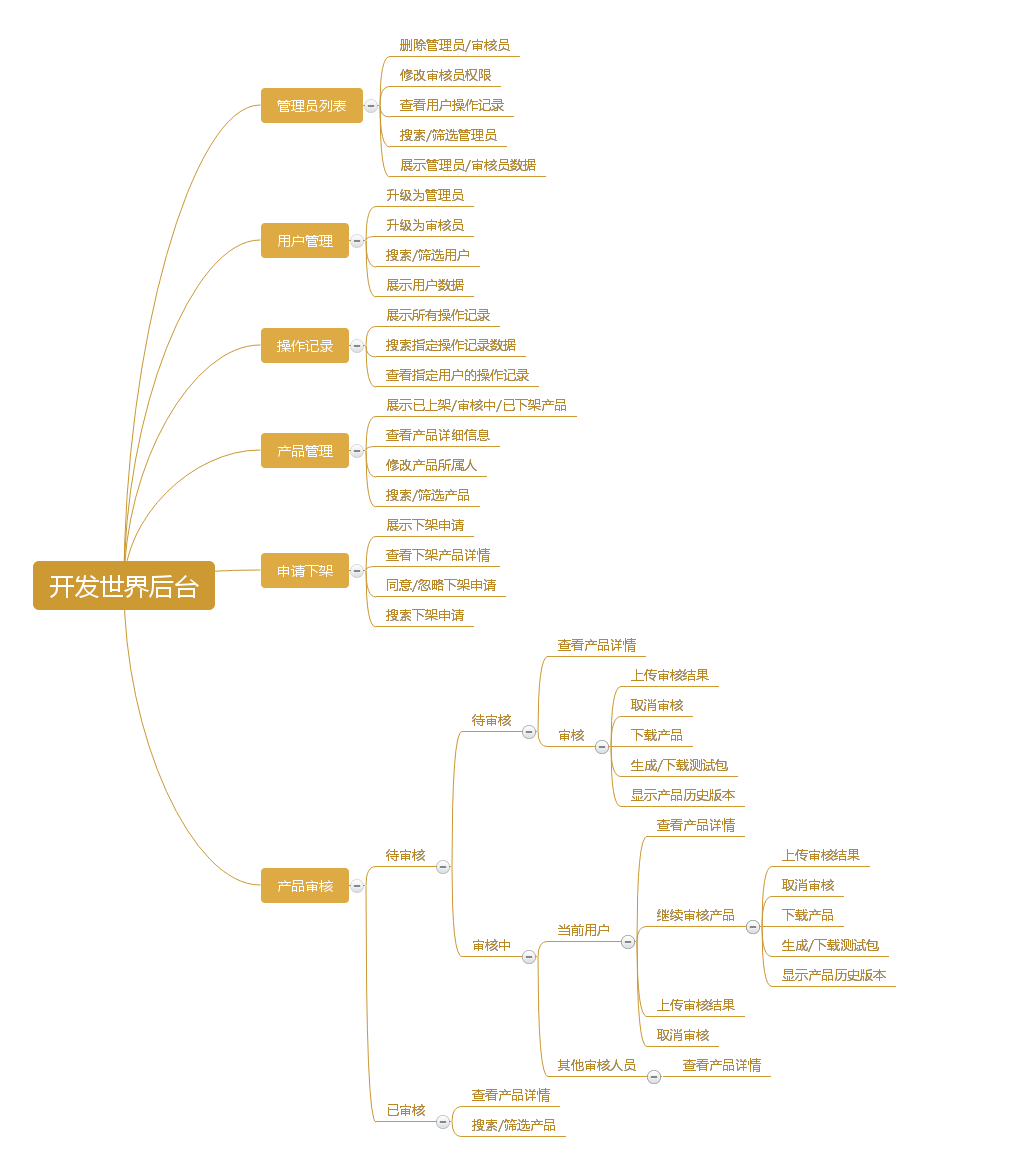 开发世界后台
管理员列表
删除管理员/审核员
修改审核员权限
查看用户操作记录
搜素/筛选管理员
展示管理员/审核员数据
用户管理
升级为管理员
升级为审核员
搜素/筛选用户
展示用户数据
操作记录
展示所有操作记录
搜素指定操作记录数据
查看指定用户的操作记录
产品管理
展示已上架/审核中/已下架产品
查看产品详细信息
修改产品所属人
搜素/筛选产品
申请下架
展示下架申请
查看下架产品详情
同意/忽略下架申请
搜素下架申请
产品审核
待审核
待审核
查看产品详情
审核
上传审核结果
取消审核
下载产品
生成/下载测试包
显示产品历史版本
审核中
当前用户
查看产品详情
继续审核产品
上传审核结果
取消审核
下载产品
生成/下载测试包
显示产品历史版本
上传审核结果
取消审核
其他审核人员
查看产品详情
已审核
查看产品详情
搜素/筛选产品